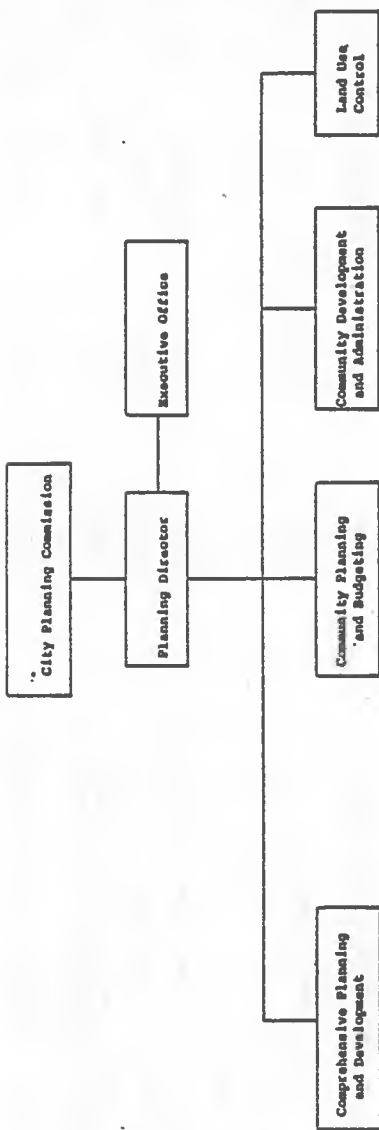 City Planning Commission
Planning Director
Executive Office
Comprehensive Planning
and Development
Community Planning
and Budgeting
Community Development
and Administration
Land Use
Control